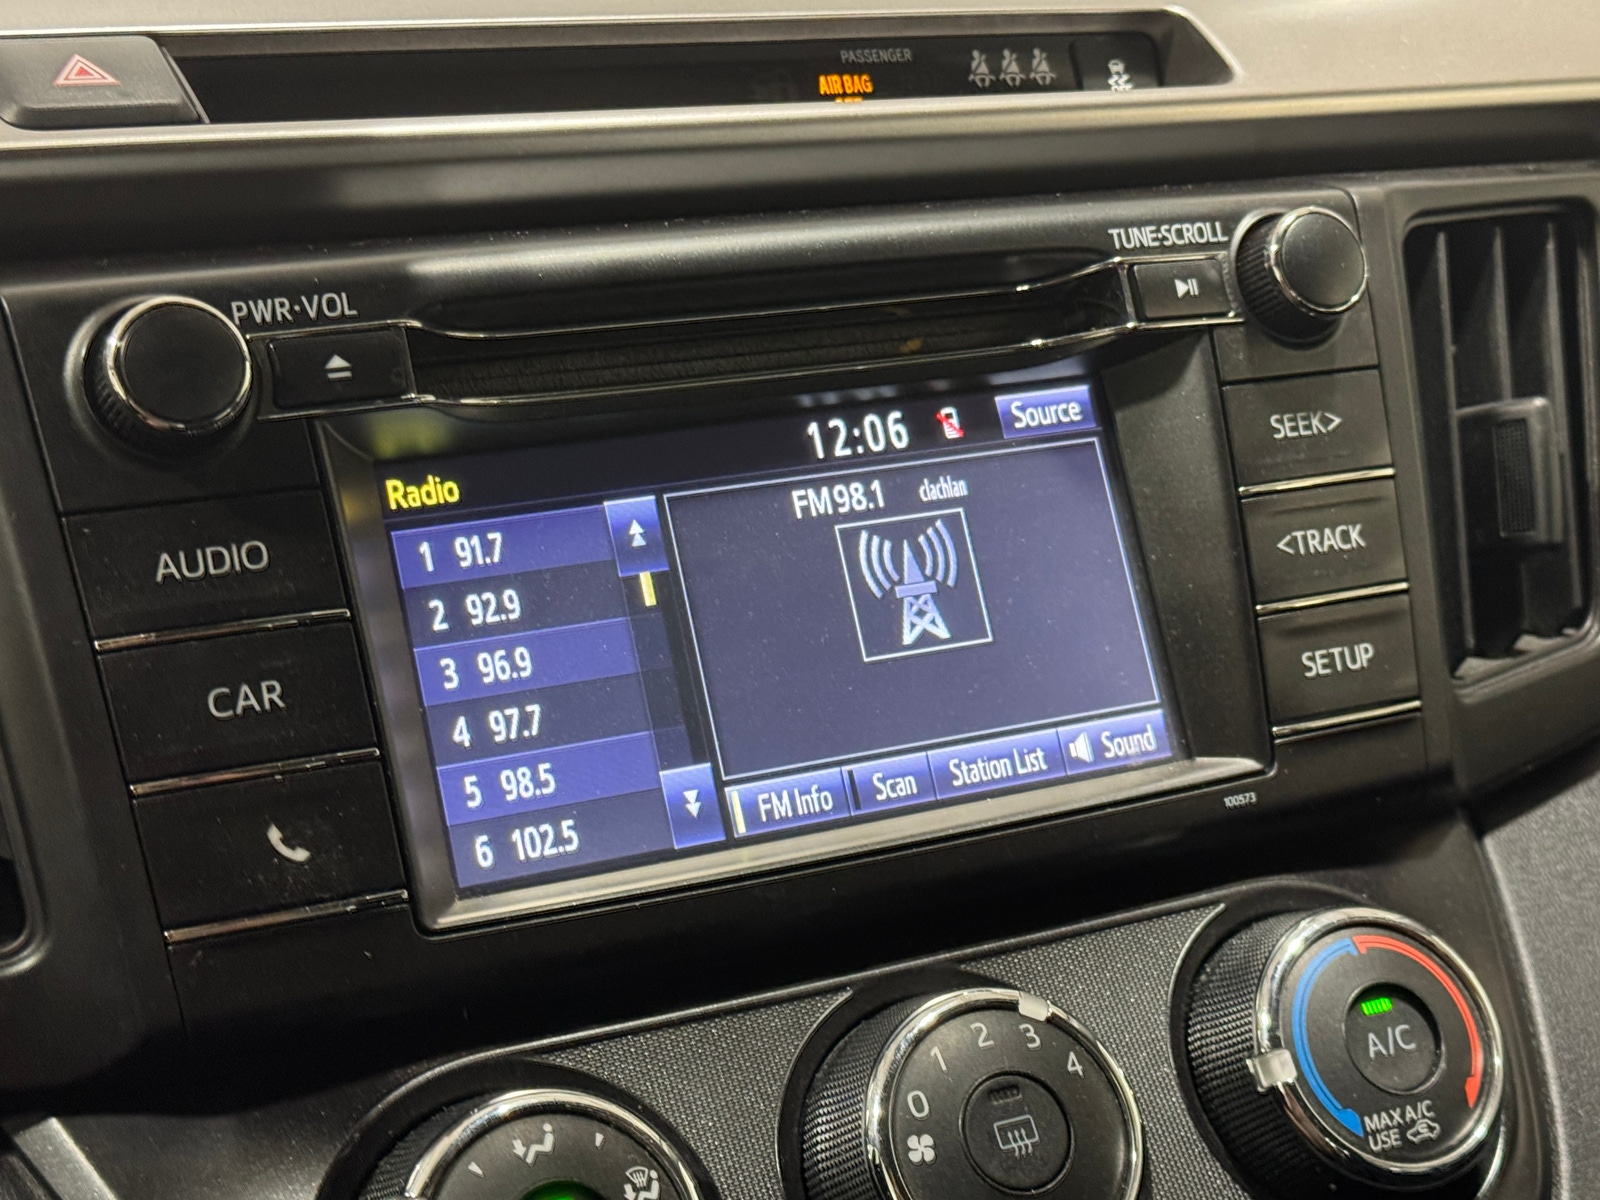 PASSENGER
AIR BAG
TUNE·SCROLL
PWR·VOL
12:06
Source
SEEK>
Radio
FM98.1 clachlan
1 91.7
AUDIO
2 92.9
<TRACK
3 96.9
CAR
4 97.7
SETUP
5 98.5
6 102.5
FM Info
Scan
Station List
Sound
100573
0 1 2 3 4
A/C
MAX A/C
USE